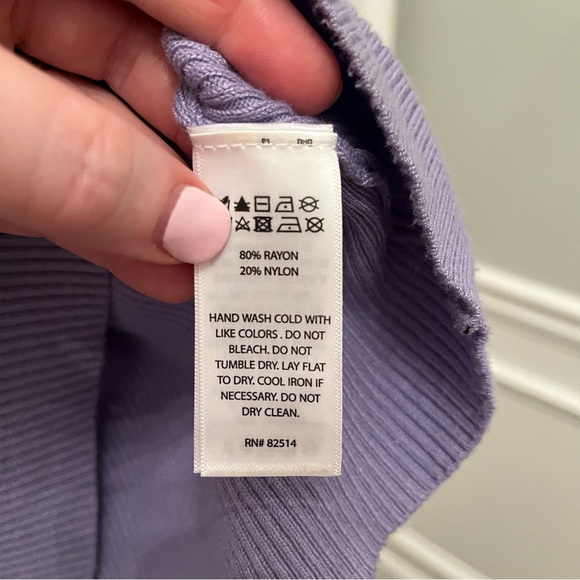 80% RAYON
20% NYLON
HAND WASH COLD WITH
LIKE COLORS . DO NOT
BLEACH. DO NOT
TUMBLE DRY. LAY FLAT
TO DRY. COOL IRON IF
NECESSARY. DO NOT
DRY CLEAN.
RN# 82514